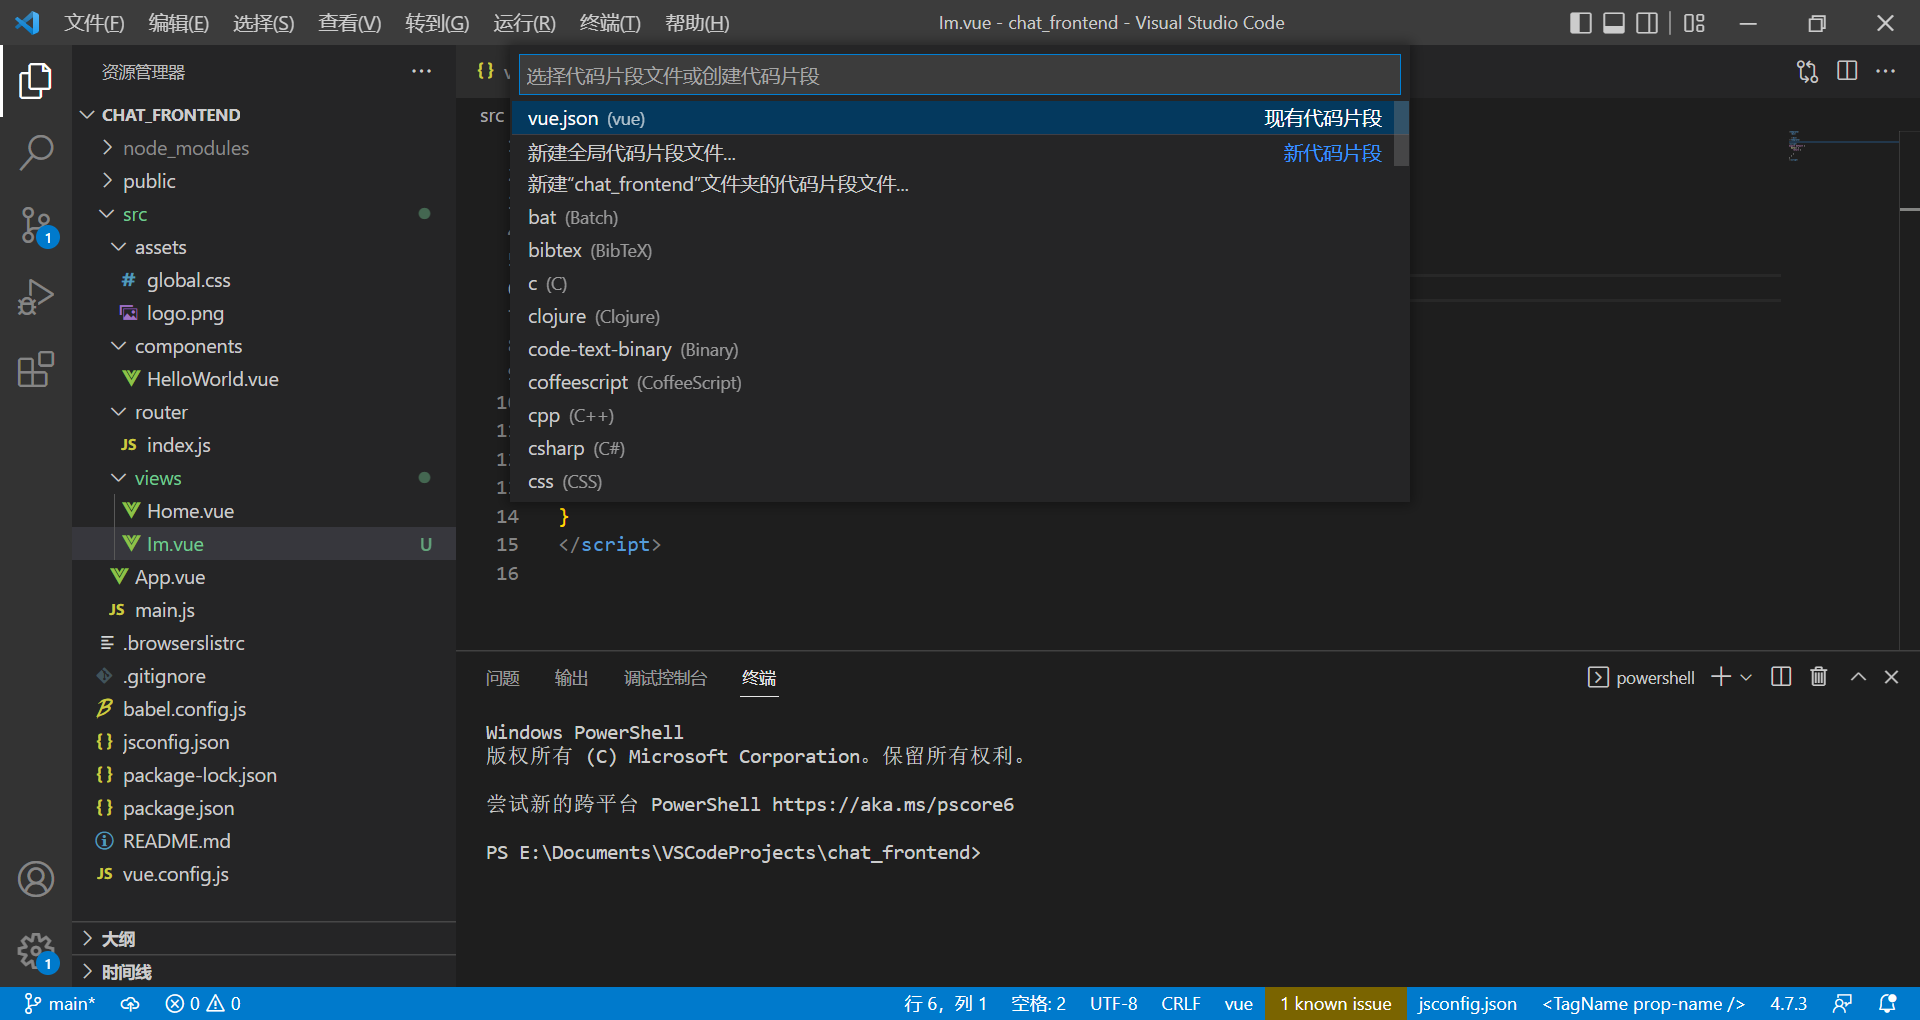 文件(F) 编辑(E) 选择(S) 查看(V) 转到(G) 运行(R) 终端(T) 帮助(H) Im.vue - chat_frontend - Visual Studio Code
资源管理器
CHAT_FRONTEND
node_modules
public
src
assets
global.css
logo.png
components
HelloWorld.vue
router
JS index.js
views
Home.vue
Im.vue U
App.vue
JS main.js
.browserslistrc
.gitignore
babel.config.js
{} jsconfig.json
{} package-lock.json
{} package.json
README.md
JS vue.config.js
大纲
时间线
1
1
{} v
src
选择代码片段文件或创建代码片段
vue.json (vue) 现有代码片段
新建全局代码片段文件... 新代码片段
新建“chat_frontend”文件夹的代码片段文件...
bat (Batch)
bibtex (BibTeX)
c (C)
clojure (Clojure)
code-text-binary (Binary)
coffeescript (CoffeeScript)
cpp (C++)
csharp (C#)
css (CSS)
14 }
15 </script>
16
问题 输出 调试控制台 终端 powershell
Windows PowerShell
版权所有 (C) Microsoft Corporation。保留所有权利。
尝试新的跨平台 PowerShell https://aka.ms/pscore6
PS E:\Documents\VSCodeProjects\chat_frontend>
main* 0 0 行 6，列 1 空格: 2 UTF-8 CRLF vue 1 known issue jsconfig.json <TagName prop-name /> 4.7.3